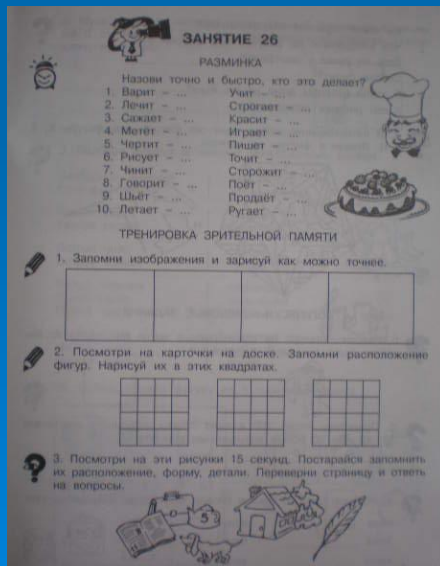 ЗАНЯТИЕ 26
РАЗМИНКА
Назови точно и быстро, кто это делает?
1. Варит – ... Учит – ...
2. Лечит – ... Строгает – ...
3. Сажает – ... Красит – ...
4. Метёт – ... Играет – ...
5. Чертит – ... Пишет – ...
6. Рисует – ... Точит – ...
7. Чинит – ... Сторожит – ...
8. Говорит – ... Поёт – ...
9. Шьёт – ... Продаёт – ...
10. Летает – ... Ругает – ...
ТРЕНИРОВКА ЗРИТЕЛЬНОЙ ПАМЯТИ
1. Запомни изображения и зарисуй как можно точнее.
2. Посмотри на карточки на доске. Запомни расположение
фигур. Нарисуй их в этих квадратах.
3. Посмотри на эти рисунки 15 секунд. Постарайся запомнить
их расположение, форму, детали. Переверни страницу и ответь
на вопросы.
5